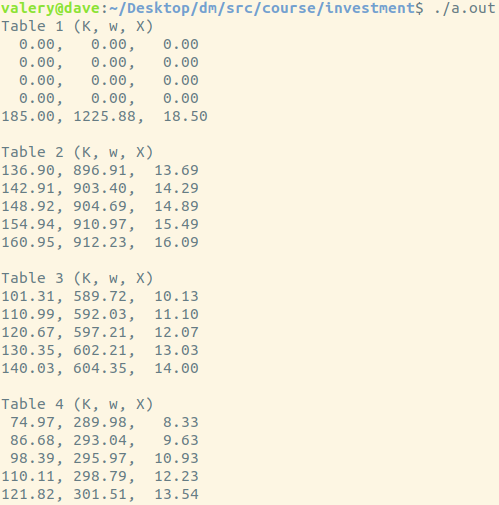 valery@dave:~/Desktop/dm/src/course/investment$ ./a.out
Table 1 (K, w, X)
0.00, 0.00, 0.00
0.00, 0.00, 0.00
0.00, 0.00, 0.00
0.00, 0.00, 0.00
185.00, 1225.88, 18.50
Table 2 (K, w, X)
136.90, 896.91, 13.69
142.91, 903.40, 14.29
148.92, 904.69, 14.89
154.94, 910.97, 15.49
160.95, 912.23, 16.09
Table 3 (K, w, X)
101.31, 589.72, 10.13
110.99, 592.03, 11.10
120.67, 597.21, 12.07
130.35, 602.21, 13.03
140.03, 604.35, 14.00
Table 4 (K, w, X)
74.97, 289.98, 8.33
86.68, 293.04, 9.63
98.39, 295.97, 10.93
110.11, 298.79, 12.23
121.82, 301.51, 13.54